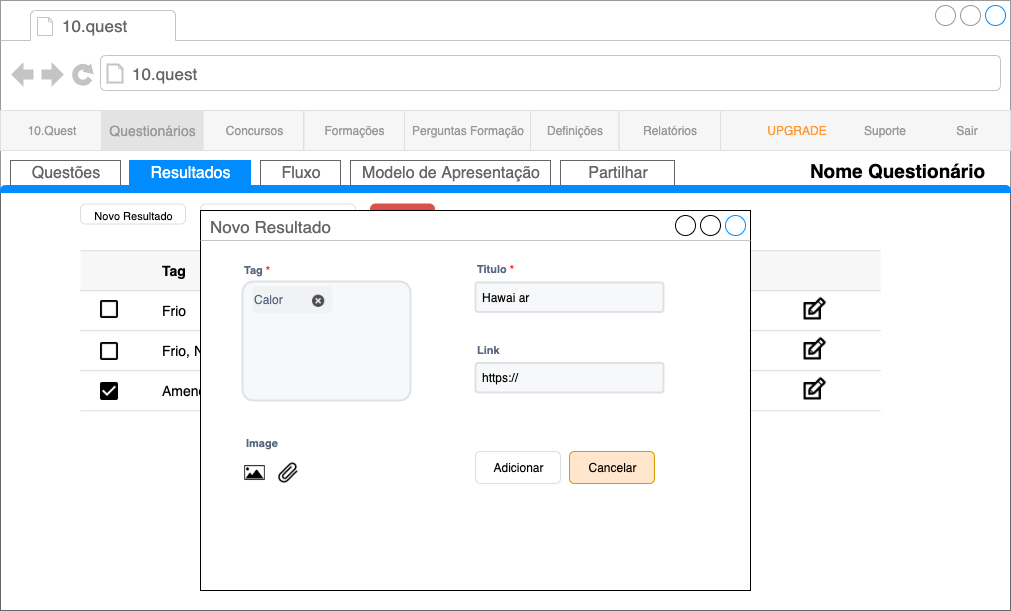 10.quest
10.quest
10.Quest Questionários Concursos Formações Perguntas Formação Definições Relatórios UPGRADE Suporte Sair
Questões Resultados Fluxo Modelo de Apresentação Partilhar Nome Questionário
Novo Resultado
Novo Resultado
Tag
Frio
Frio,
Amen
Tag * Titulo *
Calor Hawai ar
Link
https://
Image
Adicionar Cancelar